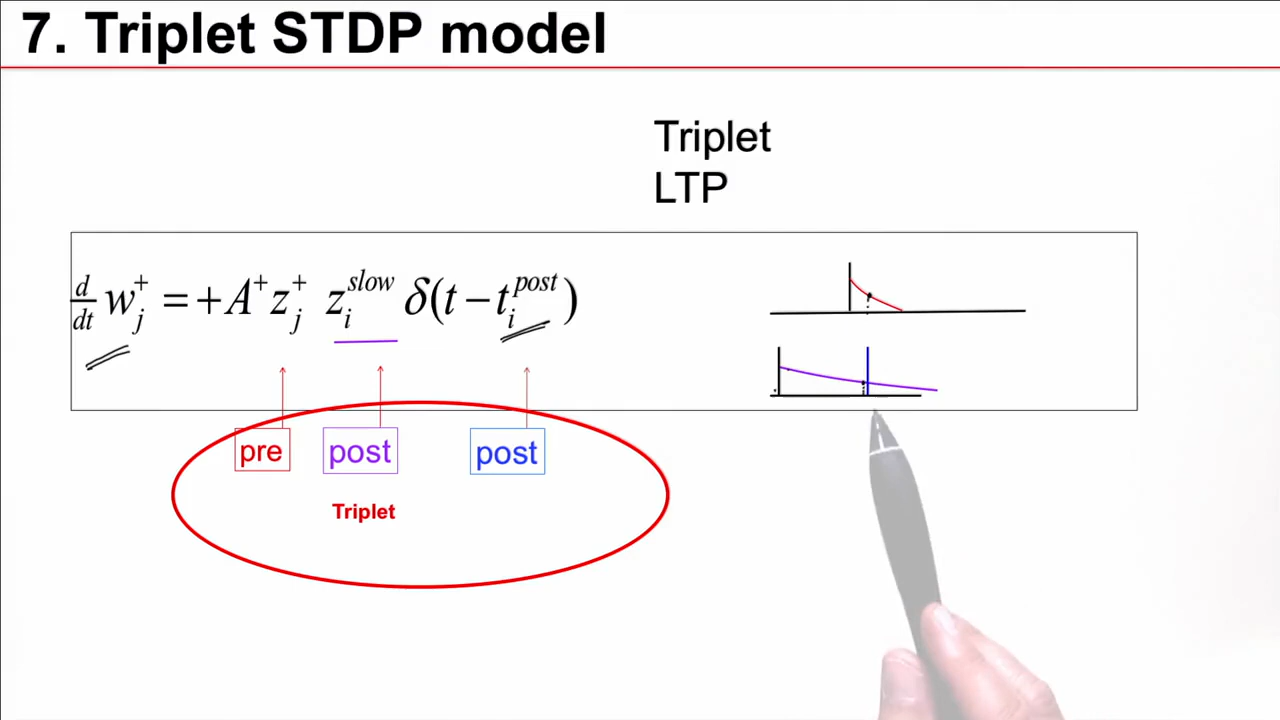 7. Triplet STDP model
Triplet
LTP
d/dt w_j^+ = +A^+ z_j^+ z_i^{slow} δ(t − t_i^{post})
pre post post
Triplet